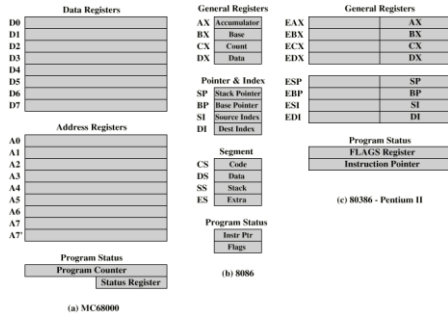 Data Registers
D0
D1
D2
D3
D4
D5
D6
D7
Address Registers
A0
A1
A2
A3
A4
A5
A6
A7
A7'
Program Status
Program Counter
Status Register
(a) MC68000
General Registers
AX Accumulator
BX Base
CX Count
DX Data
Pointer & Index
SP Stack Pointer
BP Base Pointer
SI Source Index
DI Dest Index
Segment
CS Code
DS Data
SS Stack
ES Extra
Program Status
Instr Ptr
Flags
(b) 8086
General Registers
EAX AX
EBX BX
ECX CX
EDX DX
ESP SP
EBP BP
ESI SI
EDI DI
Program Status
FLAGS Register
Instruction Pointer
(c) 80386 - Pentium II